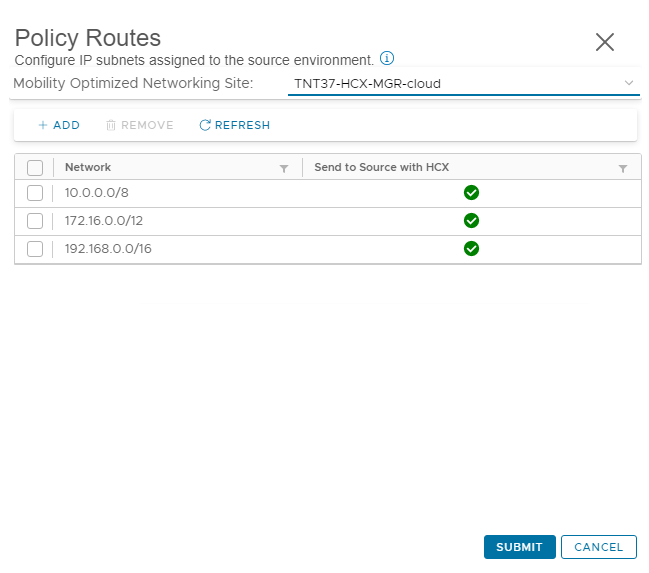 Policy Routes
Configure IP subnets assigned to the source environment.
Mobility Optimized Networking Site: TNT37-HCX-MGR-cloud
+ ADD REMOVE REFRESH
Network Send to Source with HCX
10.0.0.0/8
172.16.0.0/12
192.168.0.0/16
SUBMIT CANCEL